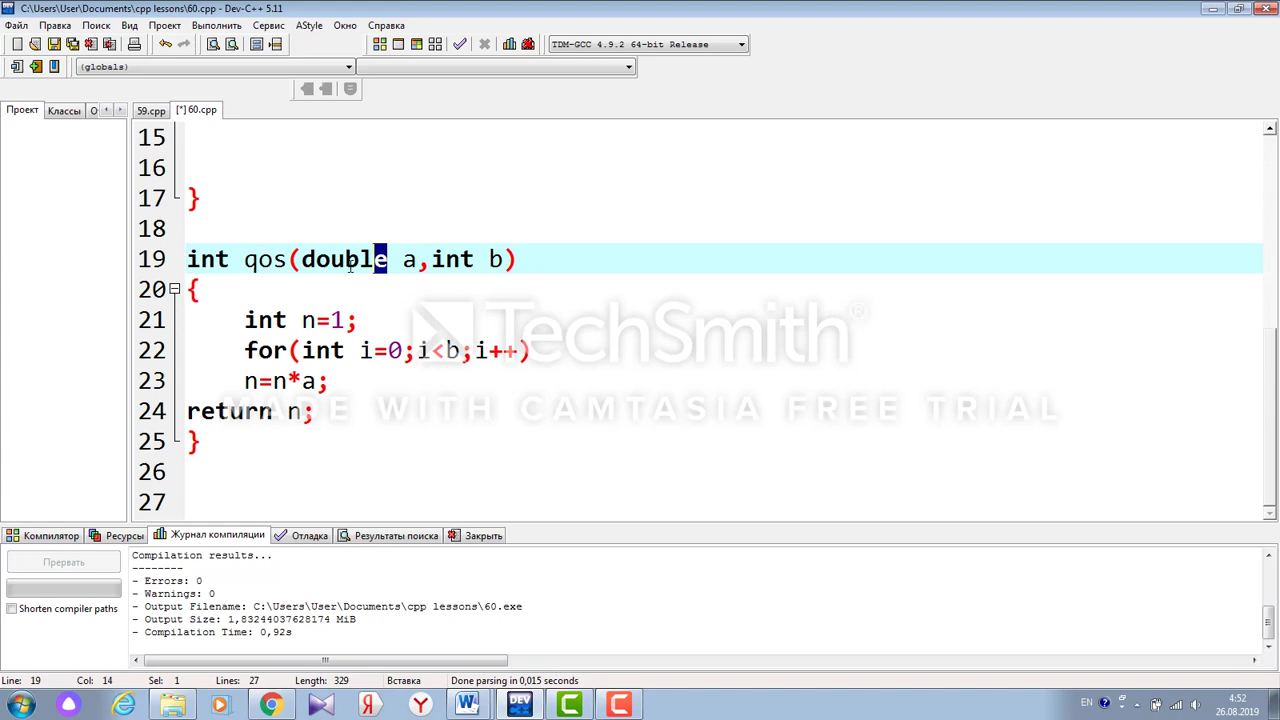 C:\Users\User\Documents\cpp lessons\60.cpp - Dev-C++ 5.11
Файл Правка Поиск Вид Проект Выполнить Сервис AStyle Окно Справка
TDM-GCC 4.9.2 64-bit Release
(globals)
Проект Классы О 59.cpp [*] 60.cpp
15
16
17 }
18
19 int qos(double a,int b)
20 {
21 int n=1;
22 for(int i=0;i<b;i++)
23 n=n*a;
24 return n;
25 }
26
27
TechSmith®
MADE WITH CAMTASIA FREE TRIAL
Компилятор Ресурсы Журнал компиляции Отладка Результаты поиска Закрыть
Прервать
Shorten compiler paths
Compilation results...
--------
- Errors: 0
- Warnings: 0
- Output Filename: C:\Users\User\Documents\cpp lessons\60.exe
- Output Size: 1,83244037628174 MiB
- Compilation Time: 0,92s
Line: 19 Col: 14 Sel: 1 Lines: 27 Length: 329 Вставка Done parsing in 0,015 seconds
EN 4:52
26.08.2019